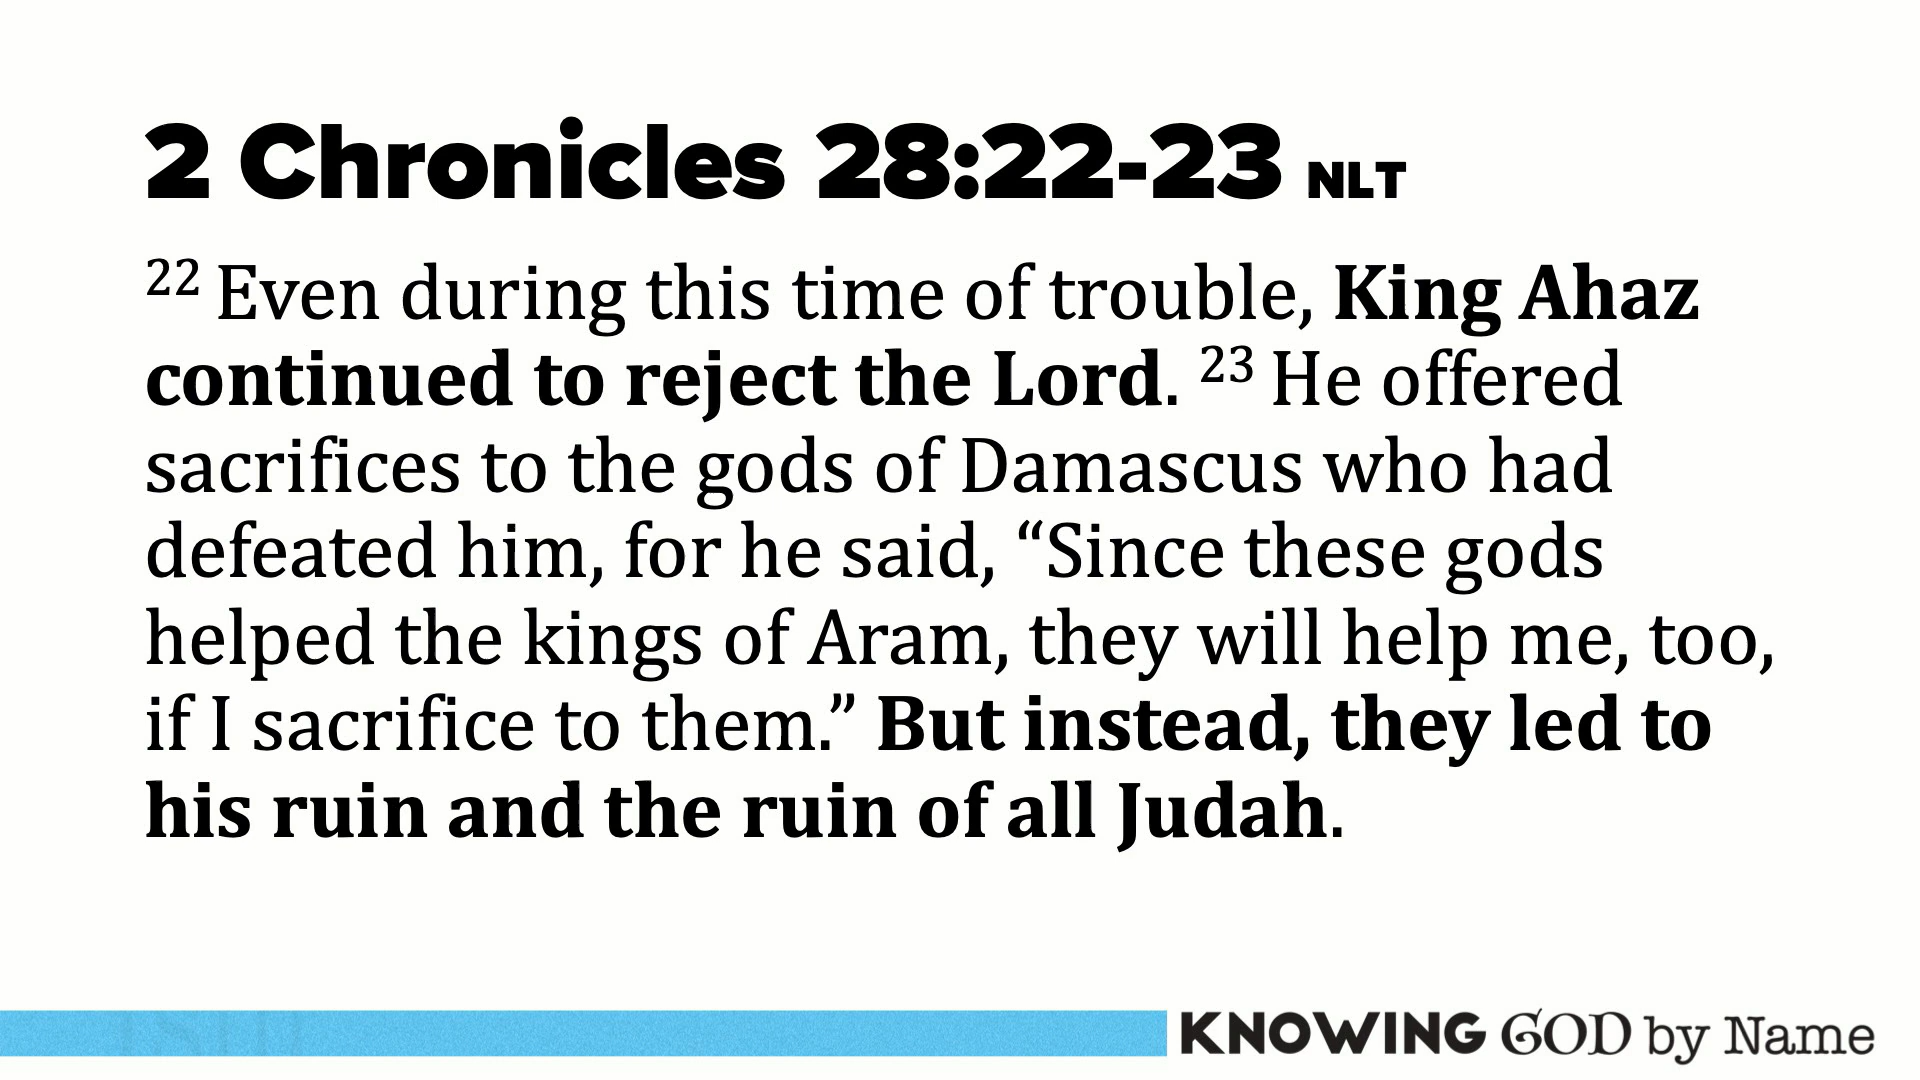 2 Chronicles 28:22-23 NLT
22 Even during this time of trouble, King Ahaz
continued to reject the Lord. 23 He offered
sacrifices to the gods of Damascus who had
defeated him, for he said, “Since these gods
helped the kings of Aram, they will help me, too,
if I sacrifice to them.” But instead, they led to
his ruin and the ruin of all Judah.
KNOWING GOD by Name